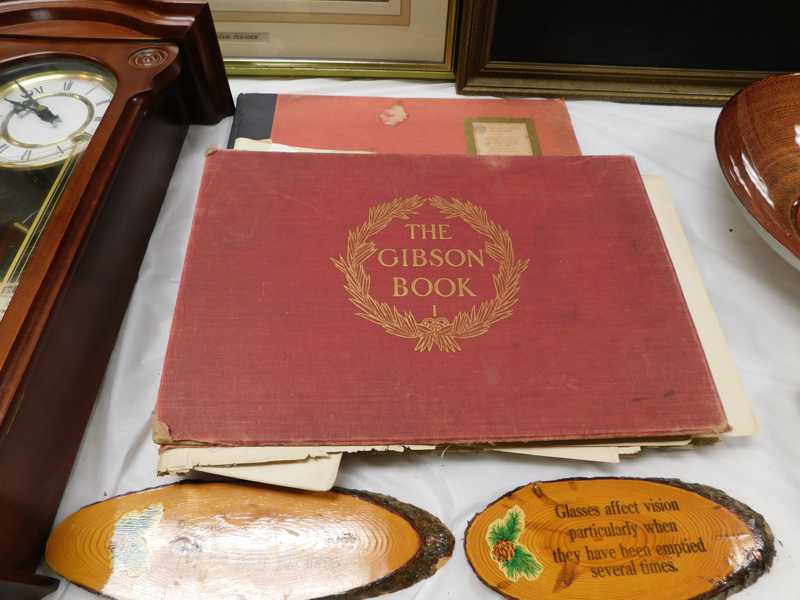 THE
GIBSON
BOOK
I
Glasses affect vision
particularly when
they have been emptied
several times.